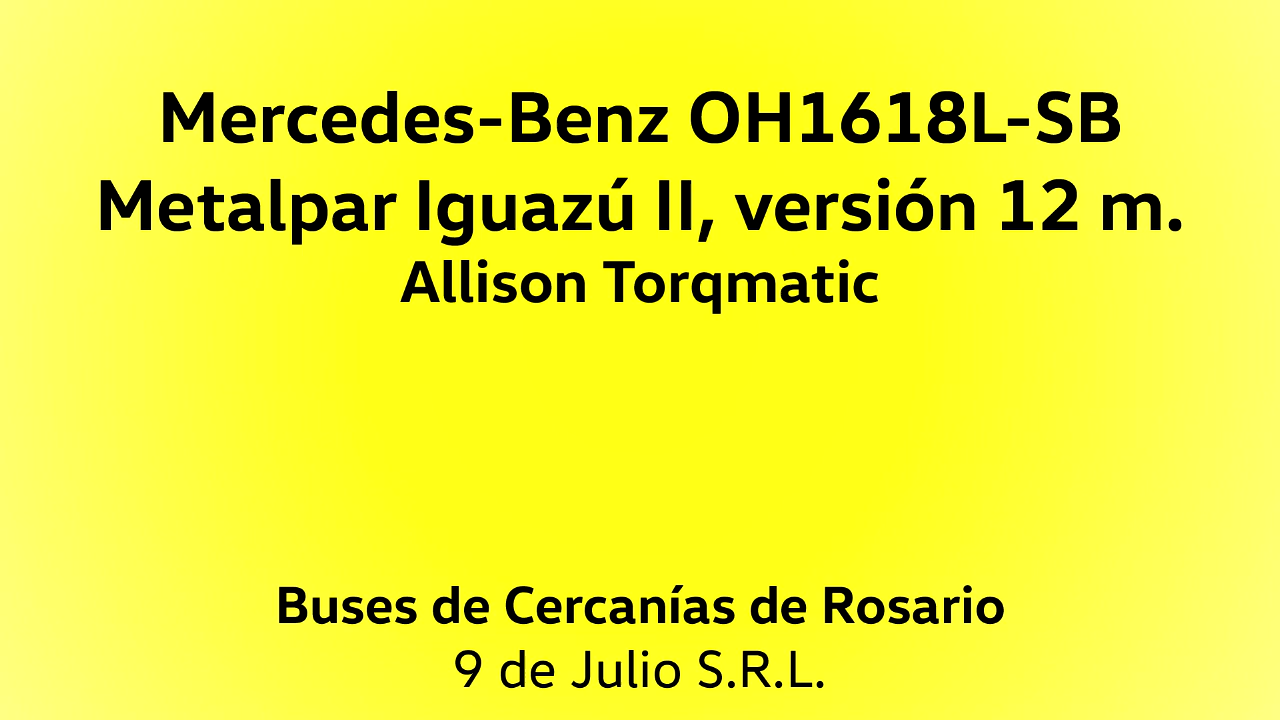 Mercedes-Benz OH1618L-SB
Metalpar Iguazú II, versión 12 m.
Allison Torqmatic
Buses de Cercanías de Rosario
9 de Julio S.R.L.